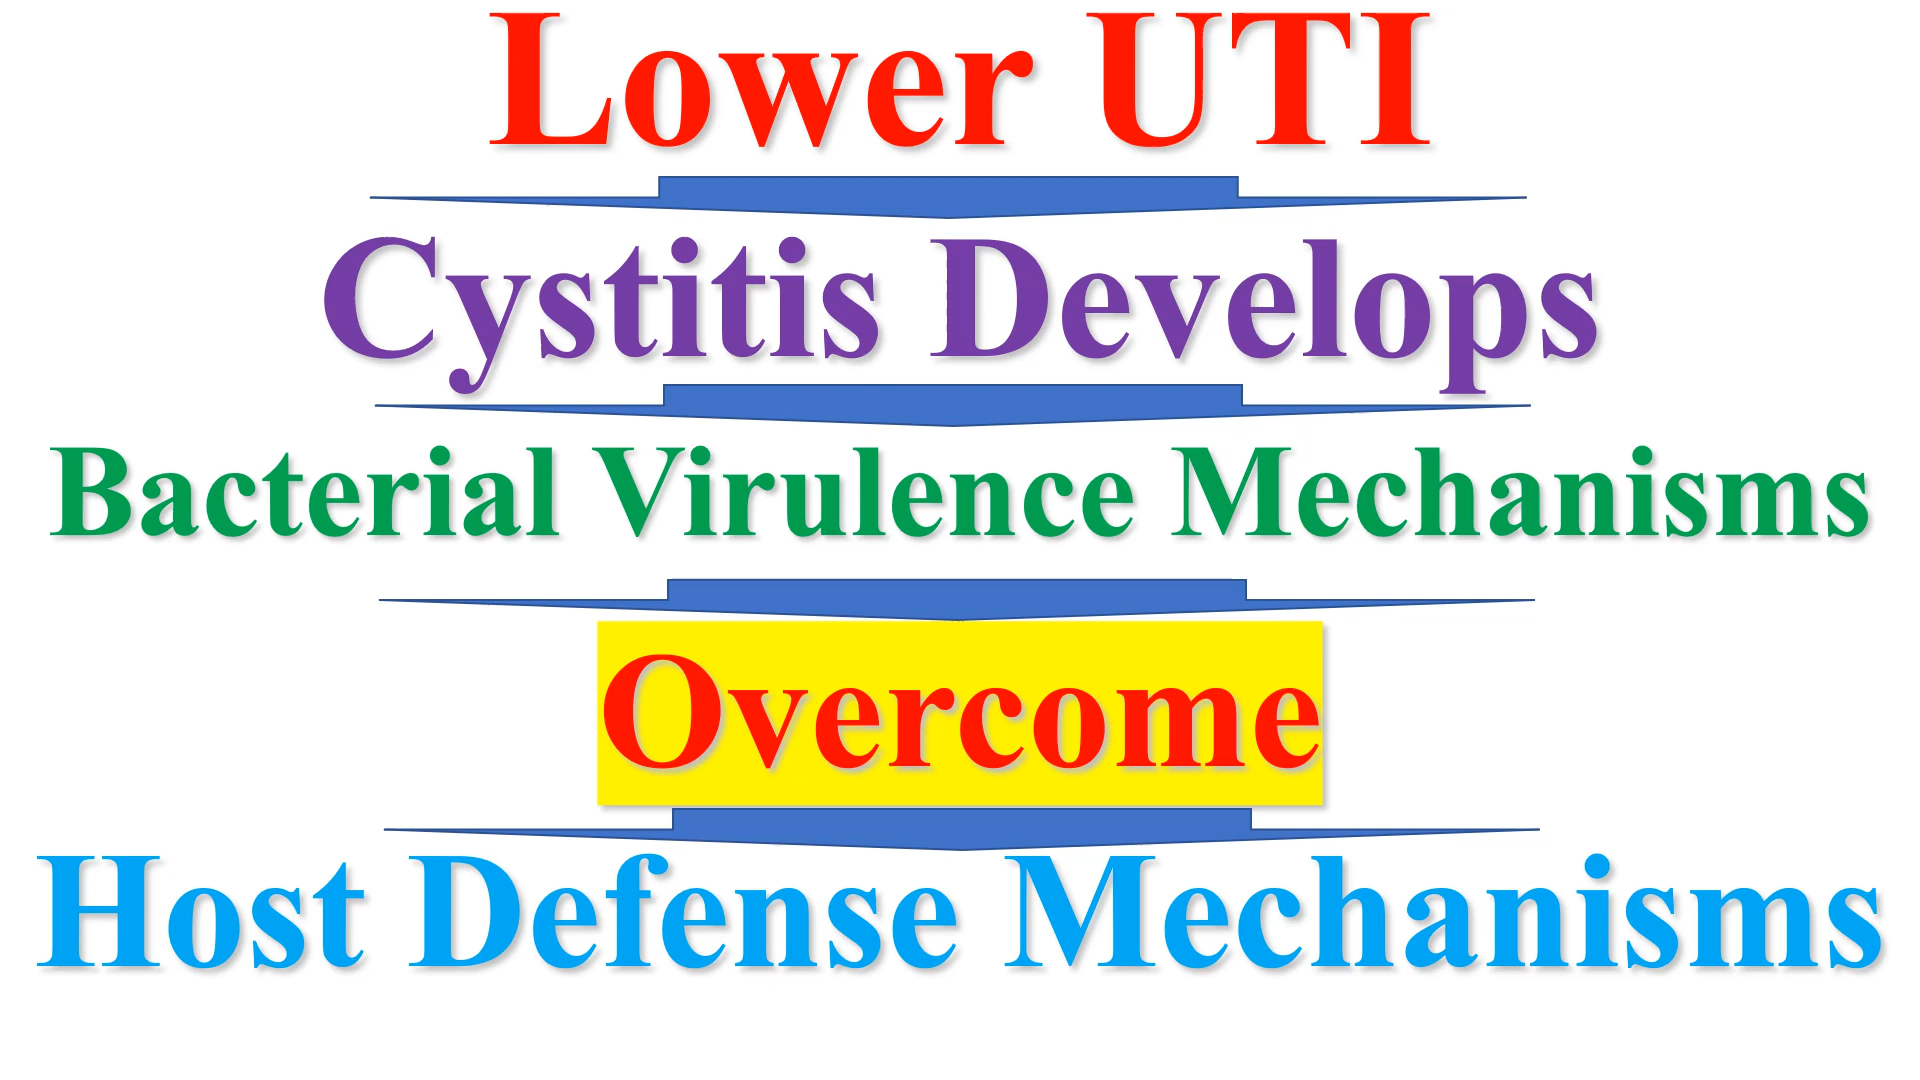 Lower UTI
Cystitis Develops
Bacterial Virulence Mechanisms
Overcome
Host Defense Mechanisms